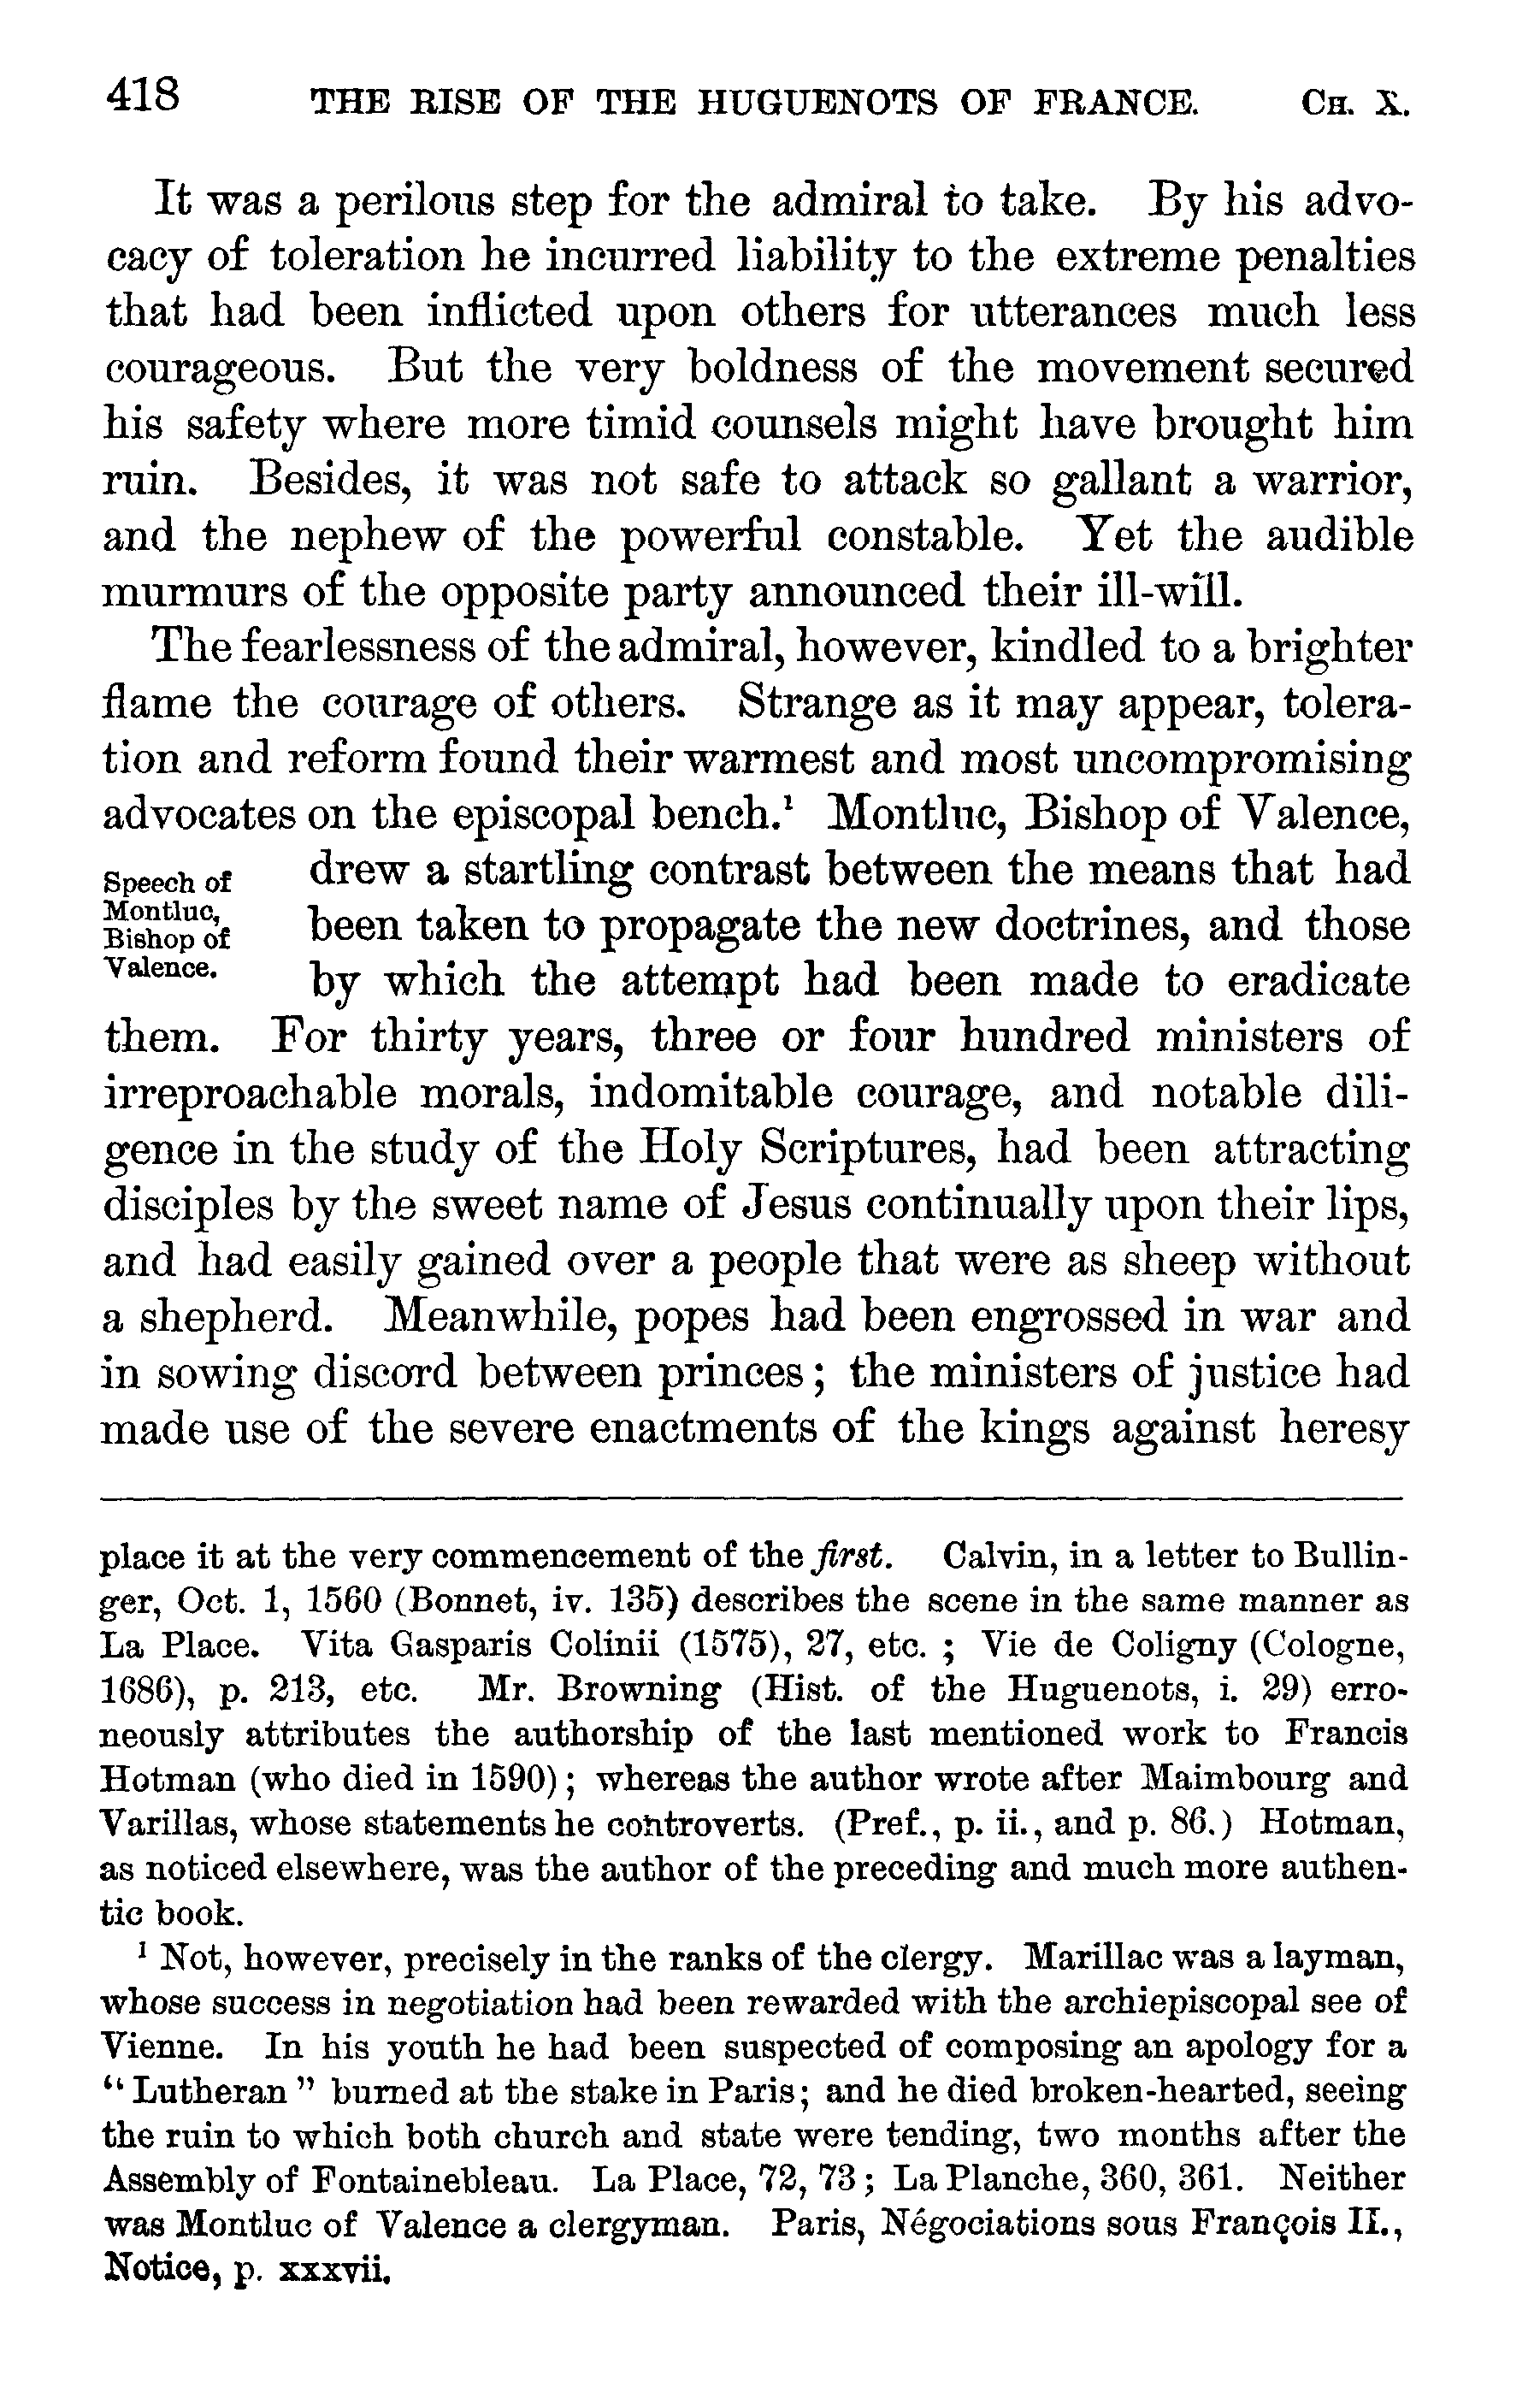 418 THE RISE OF THE HUGUENOTS OF FRANCE. CH. X.
It was a perilous step for the admiral to take. By his advo-
cacy of toleration he incurred liability to the extreme penalties
that had been inflicted upon others for utterances much less
courageous. But the very boldness of the movement secured
his safety where more timid counsels might have brought him
ruin. Besides, it was not safe to attack so gallant a warrior,
and the nephew of the powerful constable. Yet the audible
murmurs of the opposite party announced their ill-will.
The fearlessness of the admiral, however, kindled to a brighter
flame the courage of others. Strange as it may appear, tolera-
tion and reform found their warmest and most uncompromising
advocates on the episcopal bench.¹ Montluc, Bishop of Valence,
Speech of
Montluc,
Bishop of
Valence.
drew a startling contrast between the means that had
been taken to propagate the new doctrines, and those
by which the attempt had been made to eradicate
them. For thirty years, three or four hundred ministers of
irreproachable morals, indomitable courage, and notable dili-
gence in the study of the Holy Scriptures, had been attracting
disciples by the sweet name of Jesus continually upon their lips,
and had easily gained over a people that were as sheep without
a shepherd. Meanwhile, popes had been engrossed in war and
in sowing discord between princes; the ministers of justice had
made use of the severe enactments of the kings against heresy
place it at the very commencement of the first. Calvin, in a letter to Bullin-
ger, Oct. 1, 1560 (Bonnet, iv. 135) describes the scene in the same manner as
La Place. Vita Gasparis Colinii (1575), 27, etc. ; Vie de Coligny (Cologne,
1686), p. 213, etc. Mr. Browning (Hist. of the Huguenots, i. 29) erro-
neously attributes the authorship of the last mentioned work to Francis
Hotman (who died in 1590); whereas the author wrote after Maimbourg and
Varillas, whose statements he controverts. (Pref., p. ii., and p. 86.) Hotman,
as noticed elsewhere, was the author of the preceding and much more authen-
tic book.
¹ Not, however, precisely in the ranks of the clergy. Marillac was a layman,
whose success in negotiation had been rewarded with the archiepiscopal see of
Vienne. In his youth he had been suspected of composing an apology for a
“Lutheran” burned at the stake in Paris; and he died broken-hearted, seeing
the ruin to which both church and state were tending, two months after the
Assembly of Fontainebleau. La Place, 72, 73; La Planche, 360, 361. Neither
was Montluc of Valence a clergyman. Paris, Négociations sous François II.,
Notice, p. xxxvii.